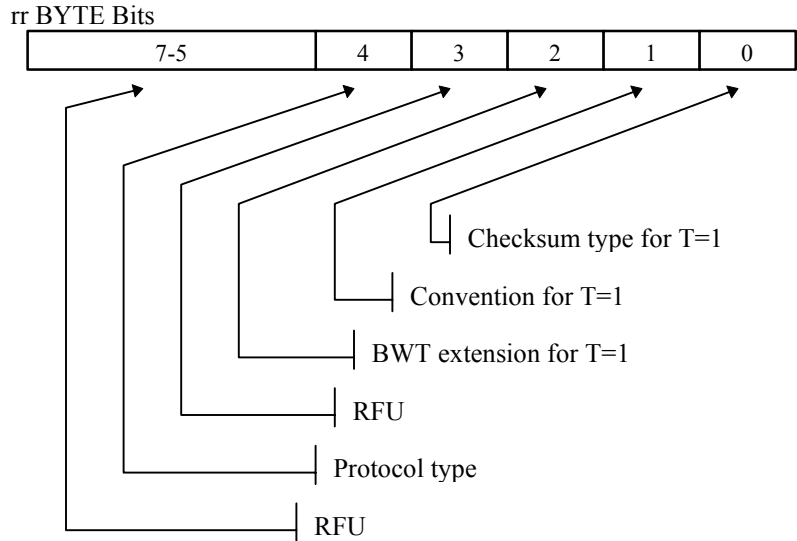 rr BYTE Bits
7-5 4 3 2 1 0
Checksum type for T=1
Convention for T=1
BWT extension for T=1
RFU
Protocol type
RFU